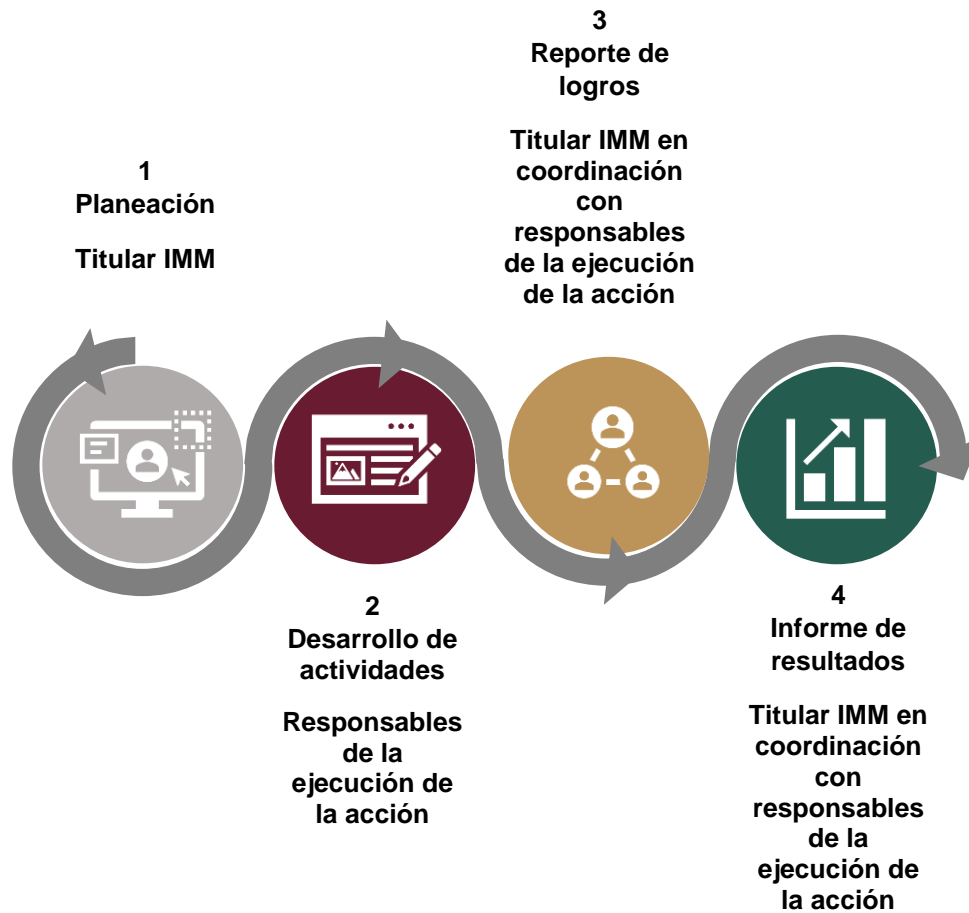 1
Planeación
Titular IMM
2
Desarrollo de
actividades
Responsables
de la
ejecución de
la acción
3
Reporte de
logros
Titular IMM en
coordinación
con
responsables
de la ejecución
de la acción
4
Informe de
resultados
Titular IMM en
coordinación
con
responsables
de la
ejecución de
la acción